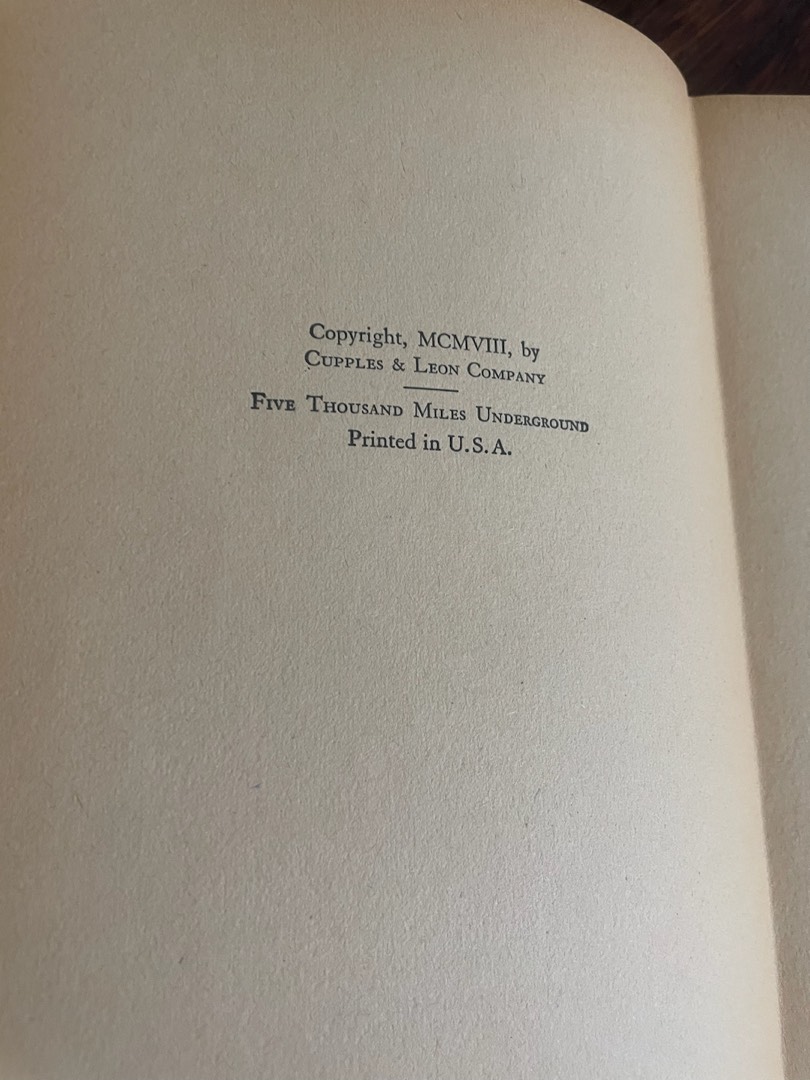 Copyright, MCMVIII, by
Cupples & Leon Company
Five Thousand Miles Underground
Printed in U.S.A.